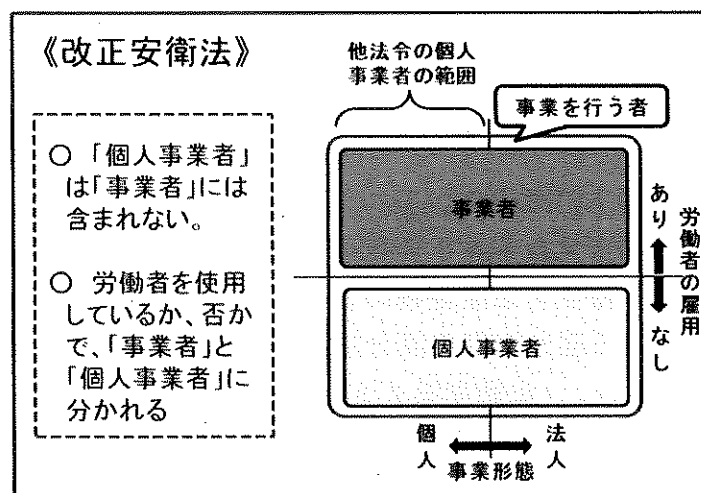 《改正安衛法》
○ 「個人事業者」
は「事業者」には
含まれない。
○ 労働者を使用
しているか、否か
で、「事業者」と
「個人事業者」に
分かれる
他法令の個人
事業者の範囲
事業を行う者
事業者
個人事業者
あり
なし
労働者の雇用
個人
法人
事業形態